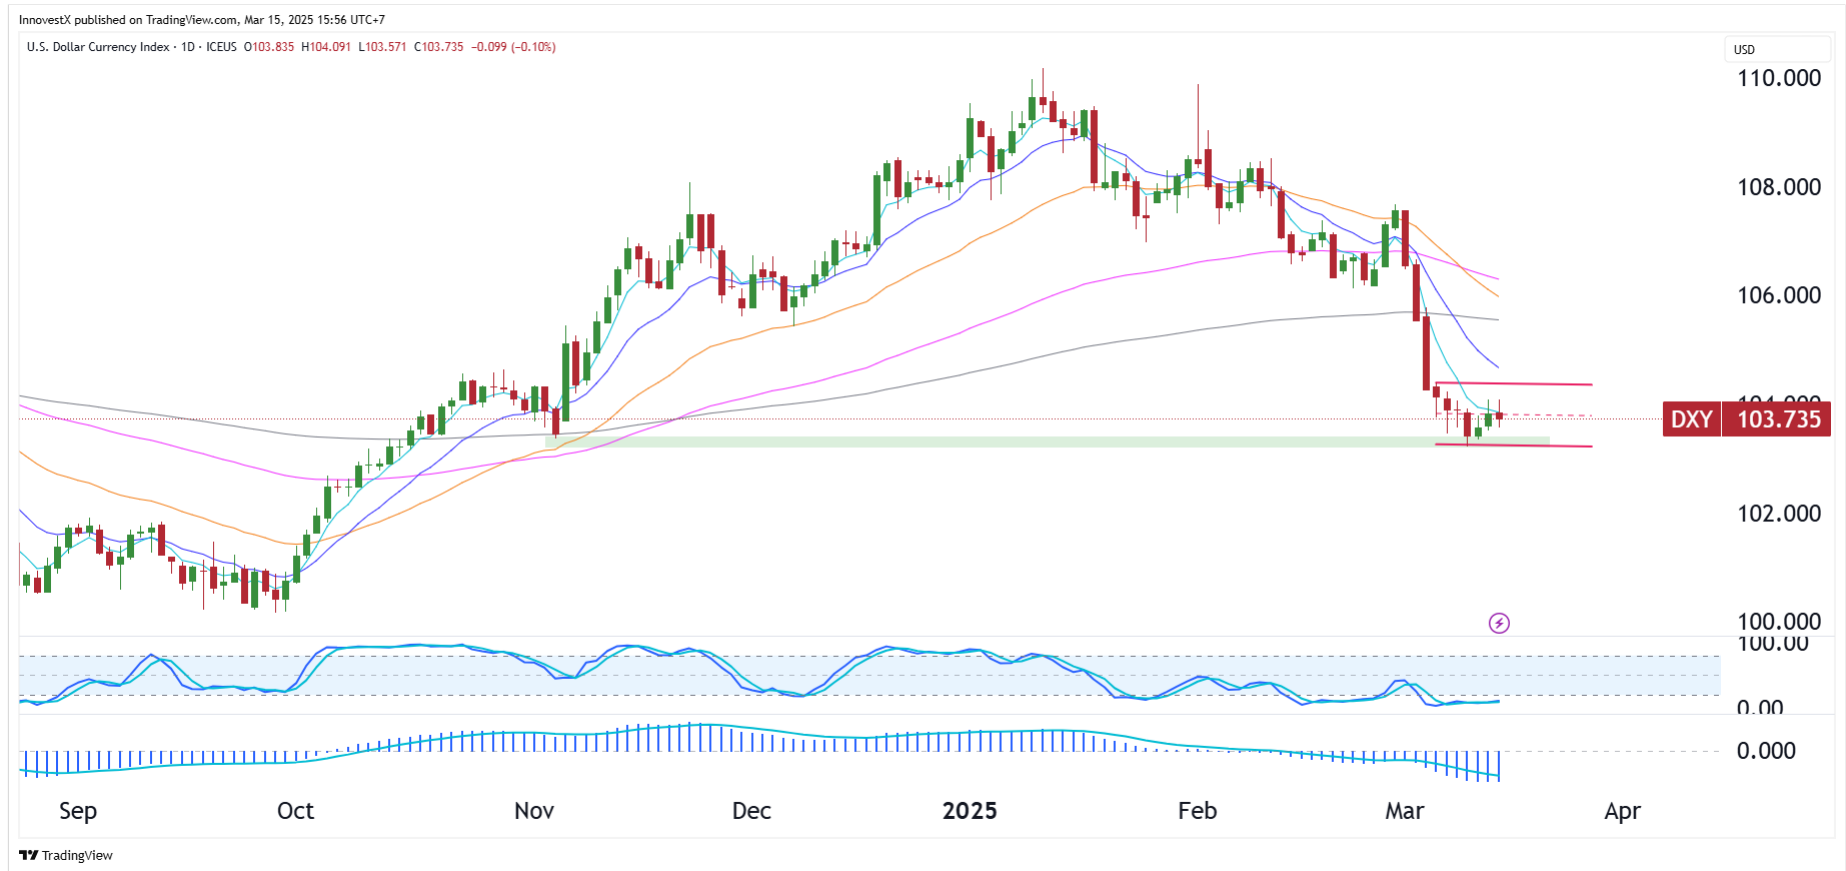 InnovestX published on TradingView.com, Mar 15, 2025 15:56 UTC+7
U.S. Dollar Currency Index · 1D · ICEUS O103.835 H104.091 L103.571 C103.735 −0.099 (−0.10%)
USD
110.000
108.000
106.000
104.000
DXY 103.735
102.000
100.000
100.00
0.00
0.000
Sep Oct Nov Dec 2025 Feb Mar Apr
TradingView